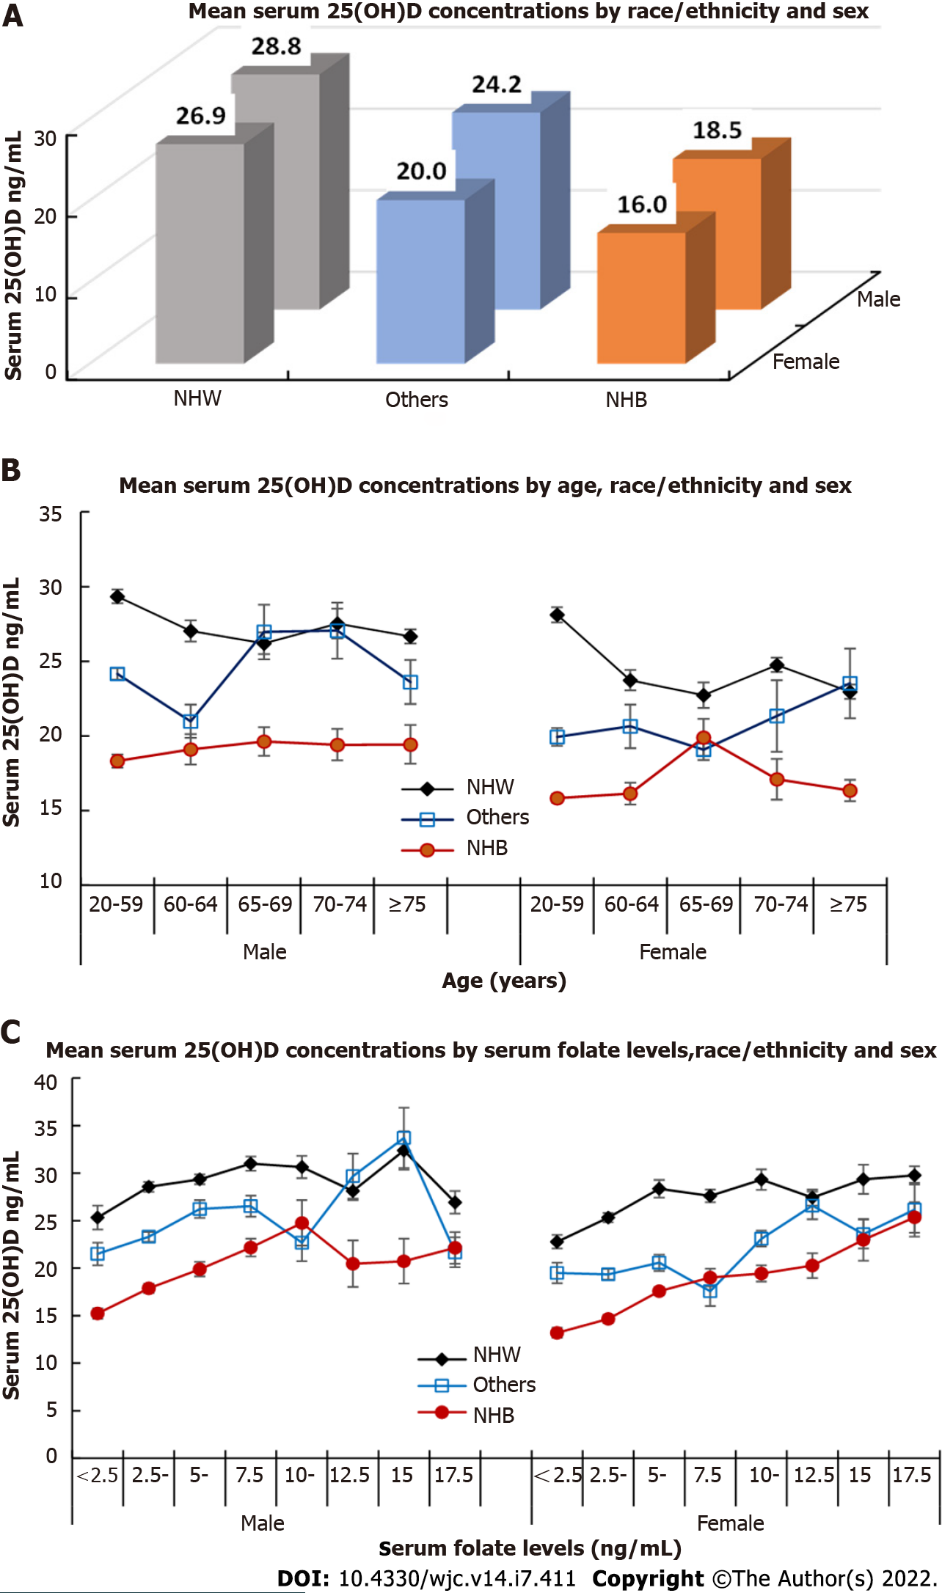 A
Mean serum 25(OH)D concentrations by race/ethnicity and sex
28.8
26.9
24.2
20.0
18.5
16.0
30
20
10
0
Serum 25(OH)D ng/mL
Male
Female
NHW
Others
NHB
B
Mean serum 25(OH)D concentrations by age, race/ethnicity and sex
35
30
25
20
15
10
Serum 25(OH)D ng/mL
NHW
Others
NHB
20-59 60-64 65-69 70-74 ≥75 20-59 60-64 65-69 70-74 ≥75
Male Female
Age (years)
C
Mean serum 25(OH)D concentrations by serum folate levels,race/ethnicity and sex
40
35
30
25
20
15
10
5
0
Serum 25(OH)D ng/mL
NHW
Others
NHB
<2.5 2.5- 5- 7.5 10- 12.5 15 17.5 <2.5 2.5- 5- 7.5 10- 12.5 15 17.5
Male Female
Serum folate levels (ng/mL)
DOI: 10.4330/wjc.v14.i7.411 Copyright ©The Author(s) 2022.